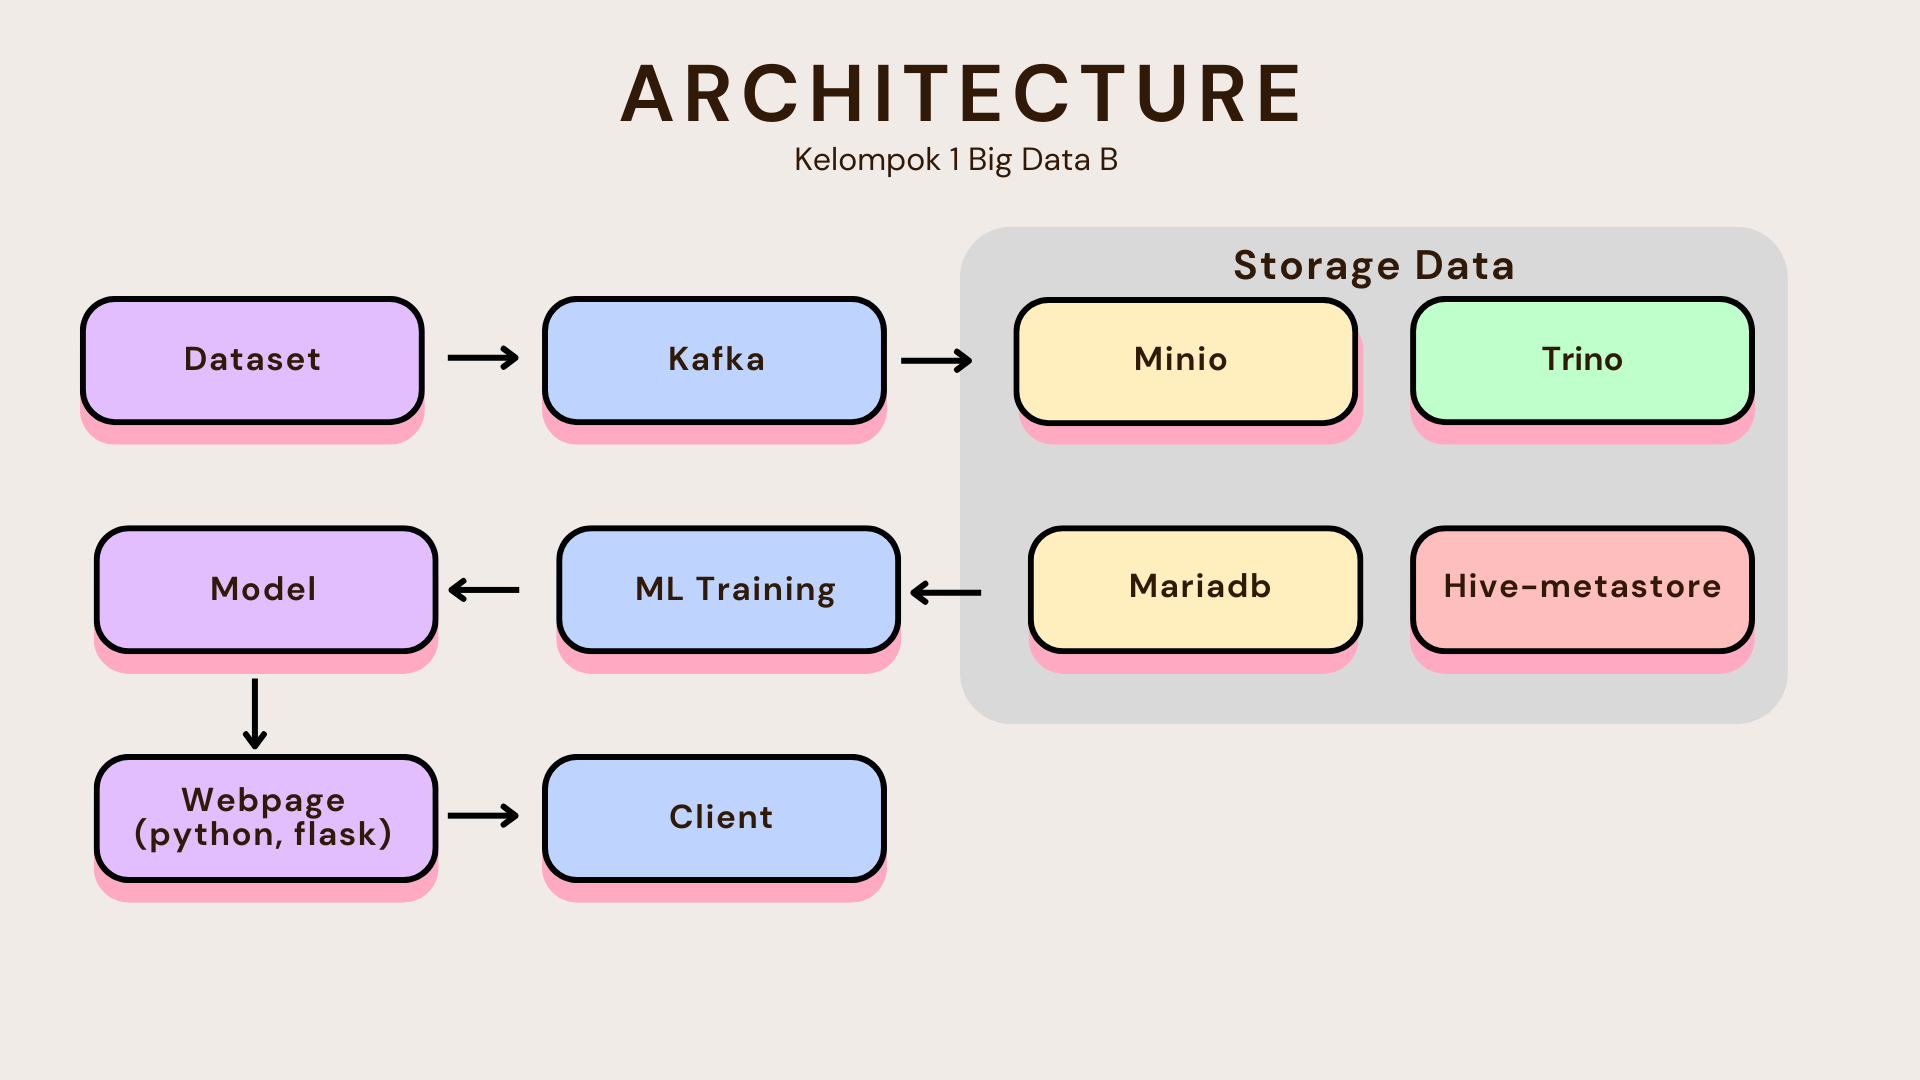 ARCHITECTURE
Kelompok 1 Big Data B
Storage Data
Dataset
Kafka
Minio
Trino
Model
ML Training
Mariadb
Hive-metastore
Webpage
(python, flask)
Client